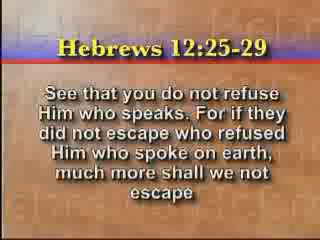 Hebrews 12:25-29
See that you do not refuse
Him who speaks. For if they
did not escape who refused
Him who spoke on earth,
much more shall we not
escape